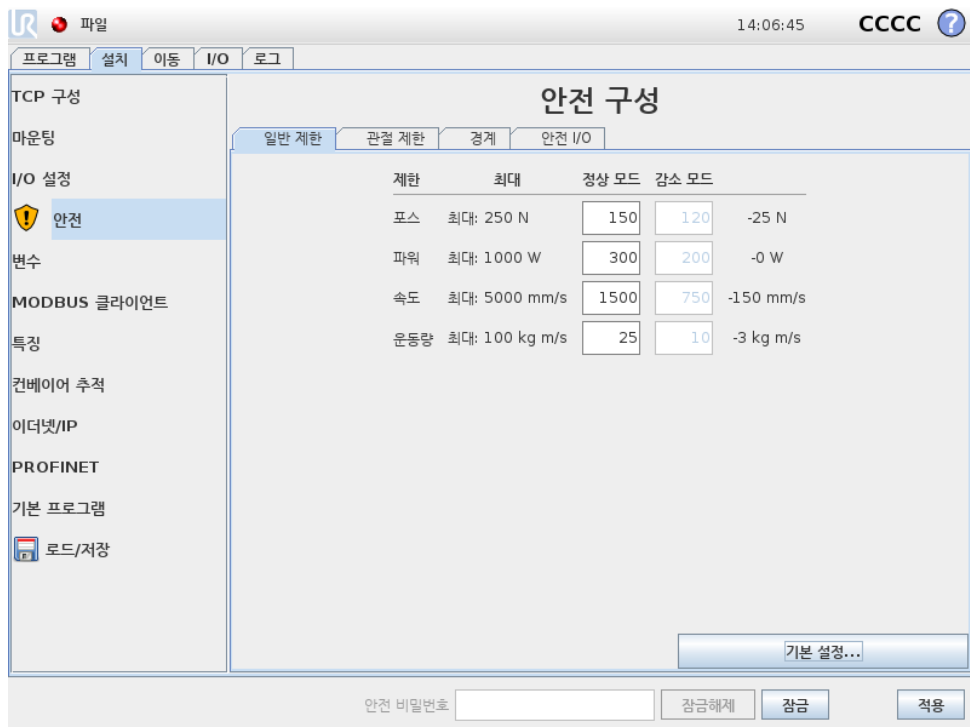 UR 파일 14:06:45 CCCC ?
프로그램 설치 이동 I/O 로그
TCP 구성
마운팅
I/O 설정
안전
변수
MODBUS 클라이언트
특징
컨베이어 추적
이더넷/IP
PROFINET
기본 프로그램
로드/저장
안전 구성
일반 제한 관절 제한 경계 안전 I/O
제한 최대 정상 모드 감소 모드
포스 최대: 250 N 150 120 -25 N
파워 최대: 1000 W 300 200 -0 W
속도 최대: 5000 mm/s 1500 750 -150 mm/s
운동량 최대: 100 kg m/s 25 10 -3 kg m/s
기본 설정...
안전 비밀번호 잠금해제 잠금 적용